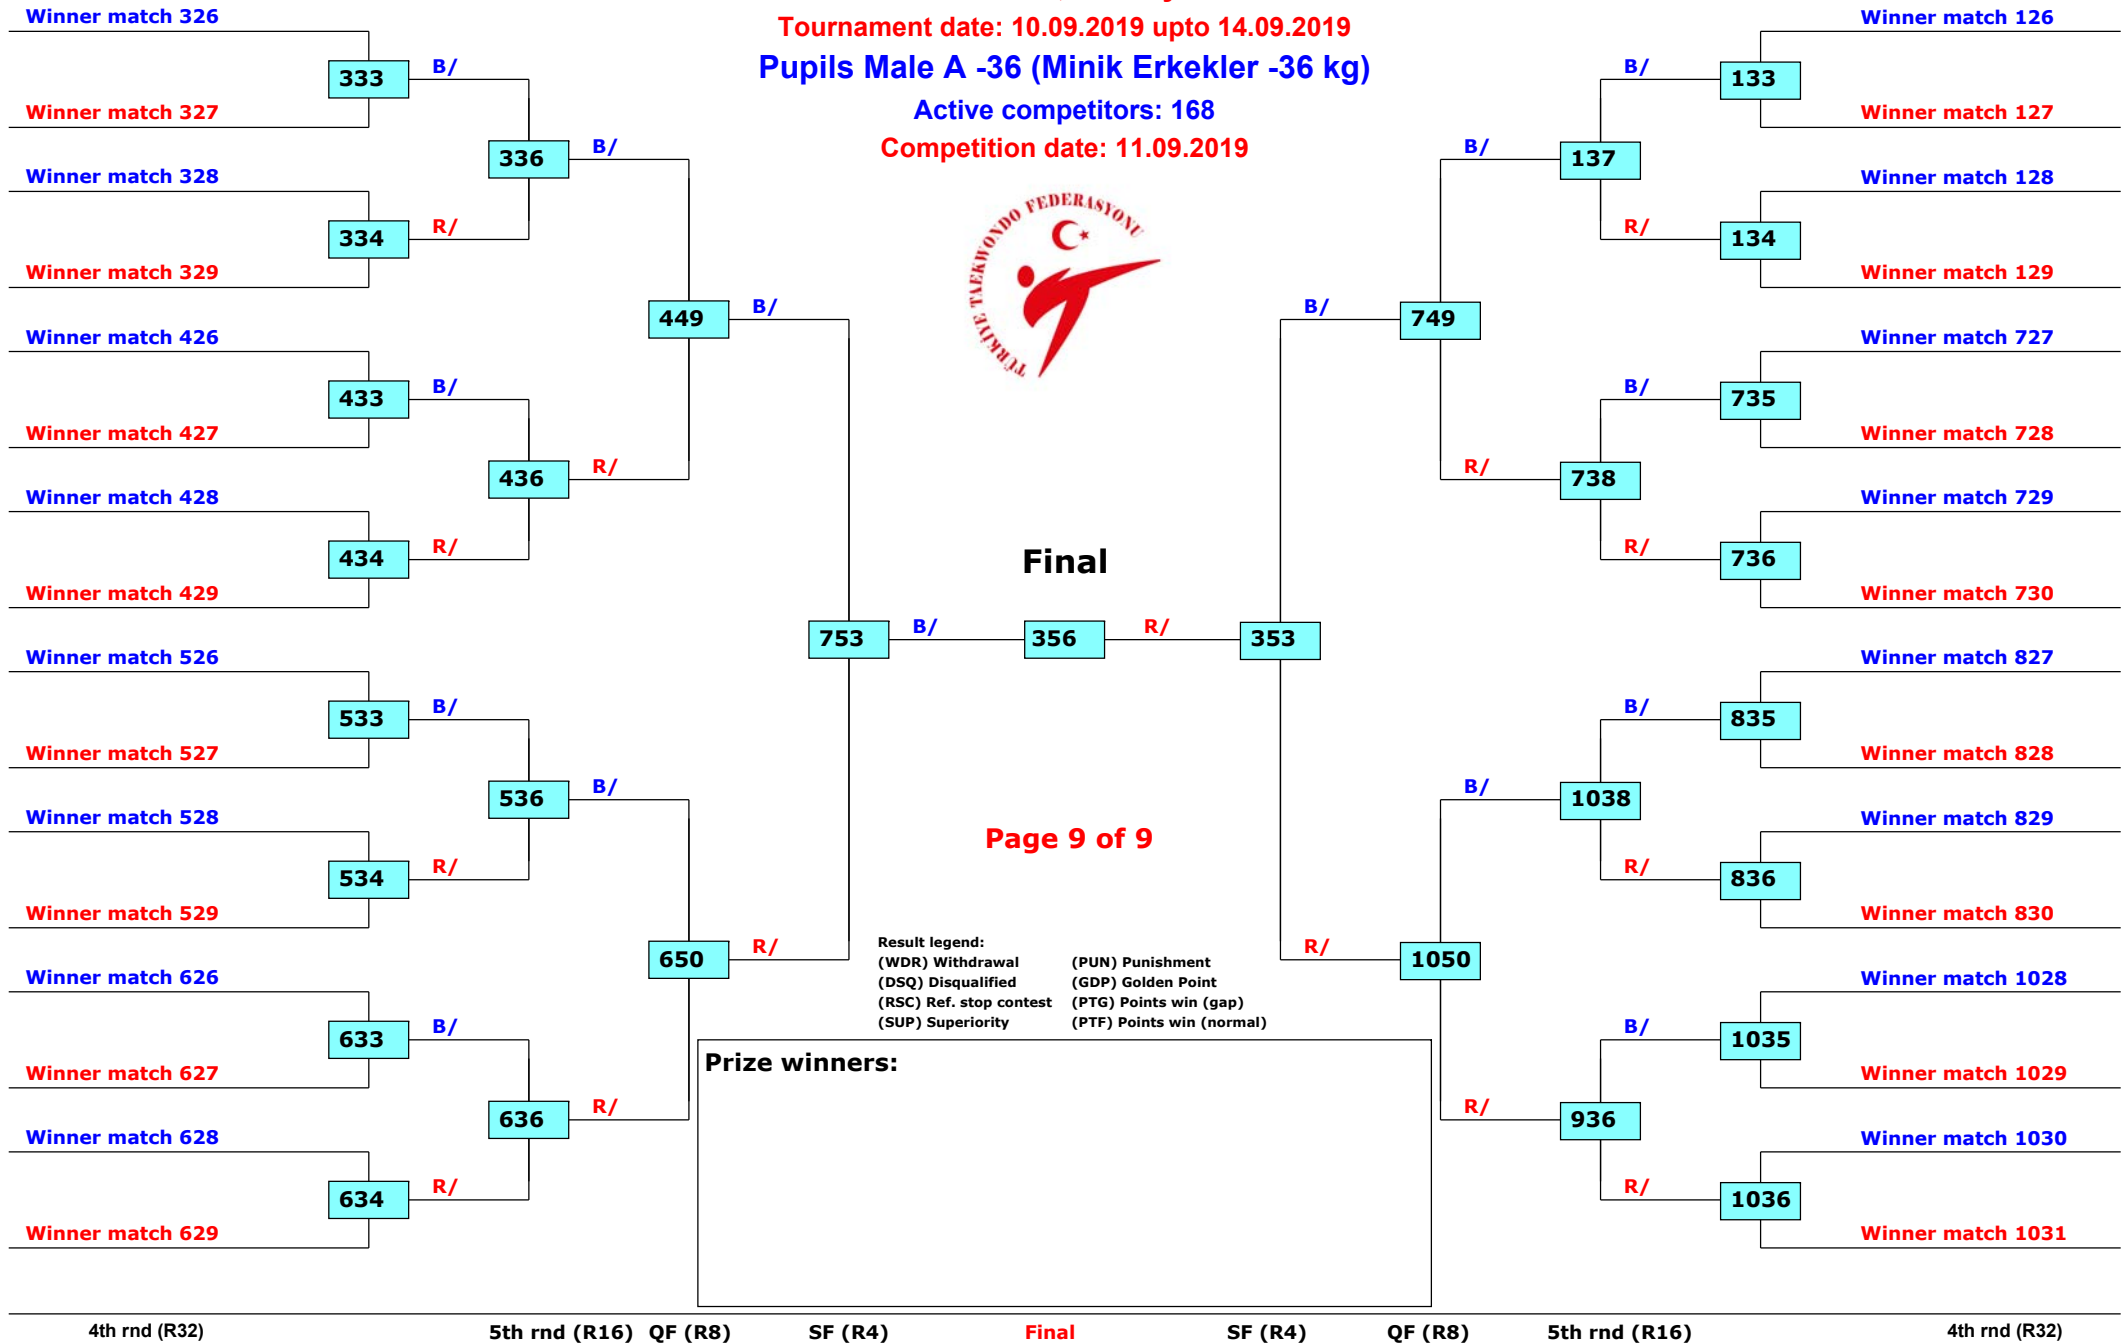 Tournament date: 10.09.2019 upto 14.09.2019
Pupils Male A -36 (Minik Erkekler -36 kg)
Active competitors: 168
Competition date: 11.09.2019
TÜRKİYE TAEKWONDO FEDERASYONU
Winner match 326
333
B/
Winner match 327
336
B/
Winner match 328
334
R/
Winner match 329
449
B/
Winner match 426
433
B/
Winner match 427
436
R/
Winner match 428
434
R/
Winner match 429
753
B/
Winner match 526
533
B/
Winner match 527
536
B/
Winner match 528
534
R/
Winner match 529
650
R/
Winner match 626
633
B/
Winner match 627
636
R/
Winner match 628
634
R/
Winner match 629
Final
356
R/
353
Winner match 126
B/
133
Winner match 127
B/
137
Winner match 128
R/
134
Winner match 129
B/
749
Winner match 727
B/
735
Winner match 728
R/
738
Winner match 729
R/
736
Winner match 730
Winner match 827
B/
835
Winner match 828
B/
1038
Winner match 829
R/
836
Winner match 830
R/
1050
Winner match 1028
B/
1035
Winner match 1029
R/
936
Winner match 1030
R/
1036
Winner match 1031
Page 9 of 9
Result legend:
(WDR) Withdrawal (PUN) Punishment
(DSQ) Disqualified (GDP) Golden Point
(RSC) Ref. stop contest (PTG) Points win (gap)
(SUP) Superiority (PTF) Points win (normal)
Prize winners:
4th rnd (R32) 5th rnd (R16) QF (R8) SF (R4) Final SF (R4) QF (R8) 5th rnd (R16) 4th rnd (R32)